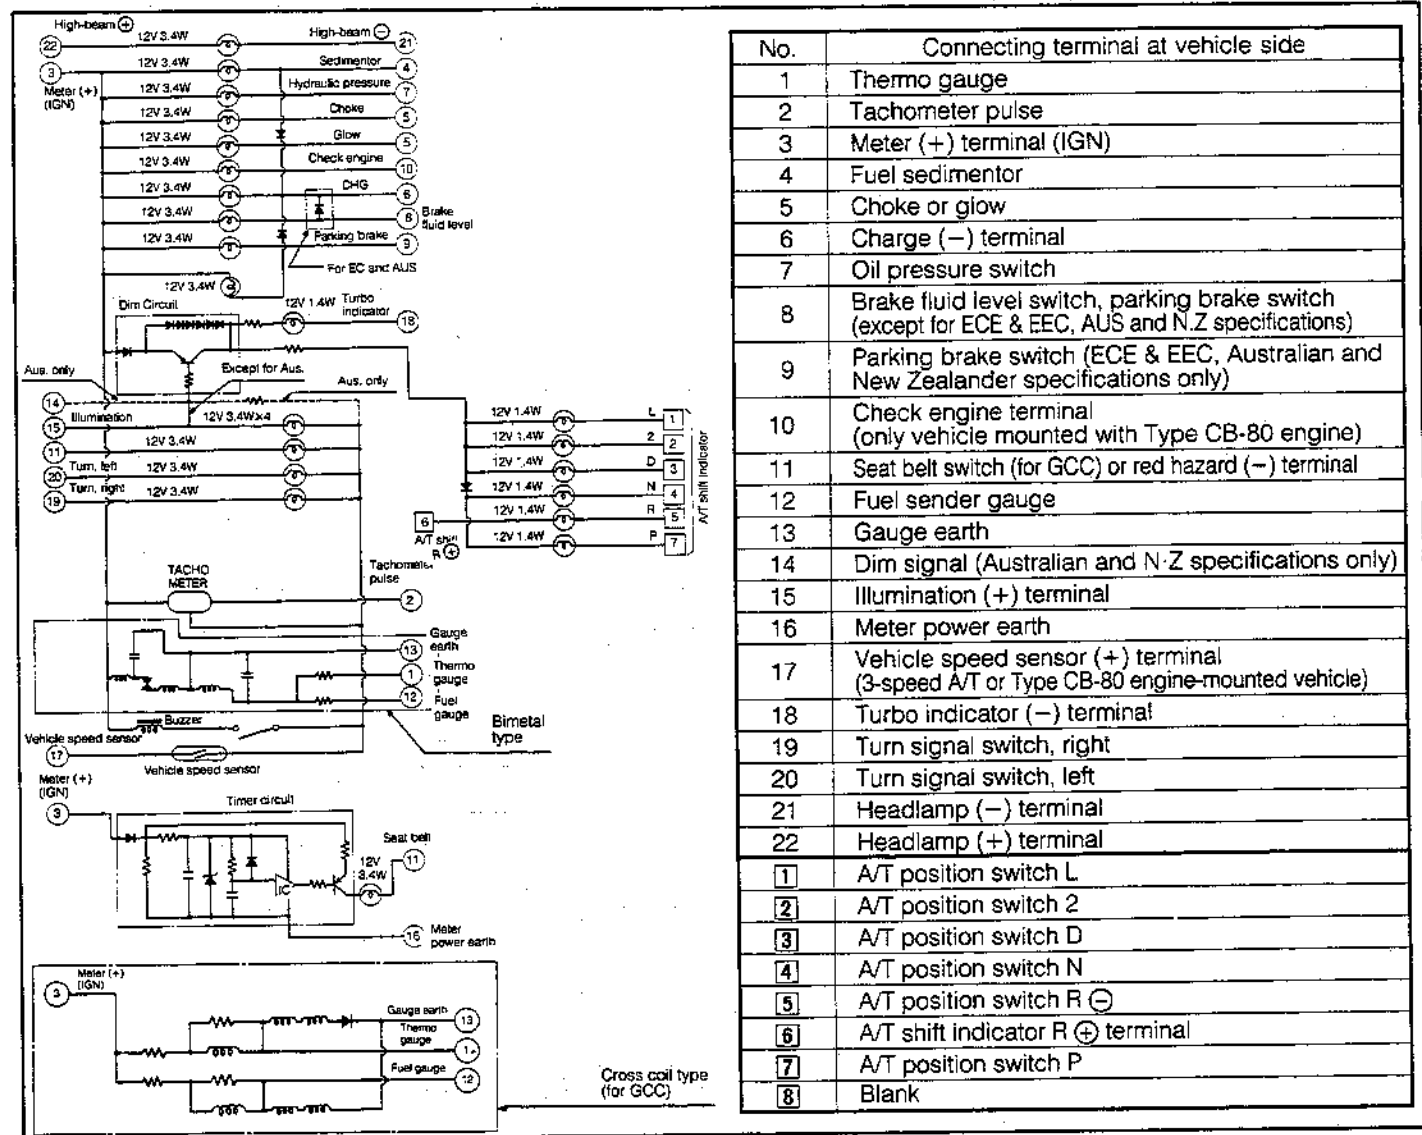 High-beam ⊕
22
12V 3.4W
High-beam ⊖
21
3
12V 3.4W
Sedimentor
4
Meter (+)
(IGN)
12V 3.4W
Hydraulic pressure
7
12V 3.4W
Choke
5
12V 3.4W
Glow
5
12V 3.4W
Check engine
10
12V 3.4W
CHG
6
12V 3.4W
8
Brake
fluid level
12V 3.4W
Parking brake
9
For EC and AUS
12V 3.4W
Dim Circuit
12V 1.4W
Turbo
indicator
18
Aus. only
Except for Aus.
Aus. only
14
Illumination
12V 3.4W×4
15
12V 3.4W
11
Turn, left
12V 3.4W
20
Turn, right
12V 3.4W
19
12V 1.4W
L
1
12V 1.4W
2
2
12V 1.4W
D
3
12V 1.4W
N
4
12V 1.4W
R
5
6
A/T shift
R ⊕
12V 1.4W
P
7
A/T shift indicator
TACHO
METER
Tachometer
pulse
2
Gauge
earth
13
Thermo
gauge
1
12
Fuel
gauge
Buzzer
Bimetal
type
Vehicle speed sensor
17
Vehicle speed sensor
Meter (+)
(IGN)
3
Timer circuit
Seat belt
12V
3.4W
11
IC
16
Meter
power earth
Meter (+)
(IGN)
3
Gauge earth
13
Thermo
gauge
1
Fuel gauge
12
Cross coil type
(for GCC)
No. Connecting terminal at vehicle side
1 Thermo gauge
2 Tachometer pulse
3 Meter (+) terminal (IGN)
4 Fuel sedimentor
5 Choke or glow
6 Charge (−) terminal
7 Oil pressure switch
8 Brake fluid level switch, parking brake switch
(except for ECE & EEC, AUS and N.Z specifications)
9 Parking brake switch (ECE & EEC, Australian and
New Zealander specifications only)
10 Check engine terminal
(only vehicle mounted with Type CB-80 engine)
11 Seat belt switch (for GCC) or red hazard (−) terminal
12 Fuel sender gauge
13 Gauge earth
14 Dim signal (Australian and N·Z specifications only)
15 Illumination (+) terminal
16 Meter power earth
17 Vehicle speed sensor (+) terminal
(3-speed A/T or Type CB-80 engine-mounted vehicle)
18 Turbo indicator (−) terminal
19 Turn signal switch, right
20 Turn signal switch, left
21 Headlamp (−) terminal
22 Headlamp (+) terminal
1 A/T position switch L
2 A/T position switch 2
3 A/T position switch D
4 A/T position switch N
5 A/T position switch R ⊖
6 A/T shift indicator R ⊕ terminal
7 A/T position switch P
8 Blank